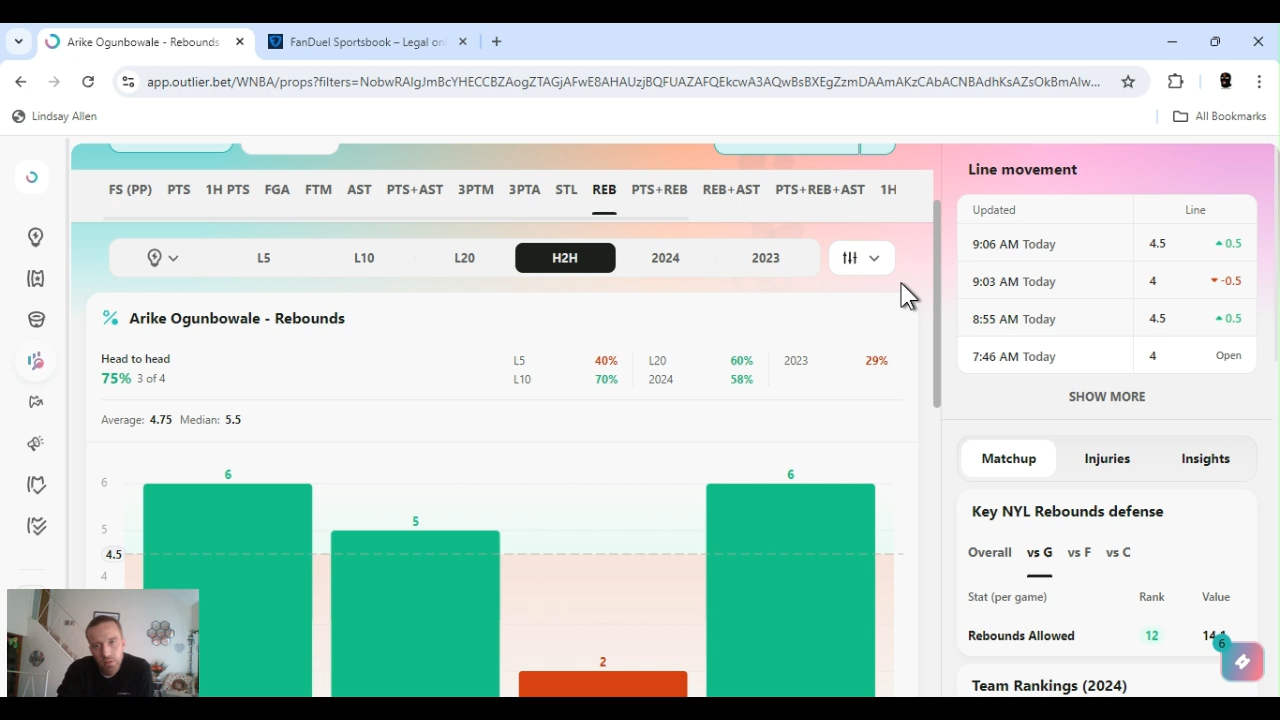 Arike Ogunbowale - Rebounds
FanDuel Sportsbook – Legal on
app.outlier.bet/WNBA/props?filters=NobwRAlgJmBcYHECCBZAogZTAGjAFwE8AHAUzjBQFUAZAFQEkcwA3AQwBsBXEgZzmDAAmAKzCAbACNBAdhKsAZsOkBmAlw...
Lindsay Allen
All Bookmarks
FS (PP) PTS 1H PTS FGA FTM AST PTS+AST 3PTM 3PTA STL REB PTS+REB REB+AST PTS+REB+AST 1H
L5 L10 L20 H2H 2024 2023
Arike Ogunbowale - Rebounds
Head to head
75% 3 of 4
L5 40% L20 60% 2023 29%
L10 70% 2024 58%
Average: 4.75 Median: 5.5
6
5
4.5
4
6
5
2
6
Line movement
Updated Line
9:06 AM Today 4.5 0.5
9:03 AM Today 4 -0.5
8:55 AM Today 4.5 0.5
7:46 AM Today 4 Open
SHOW MORE
Matchup Injuries Insights
Key NYL Rebounds defense
Overall vs G vs F vs C
Stat (per game) Rank Value
Rebounds Allowed 12
6
Team Rankings (2024)